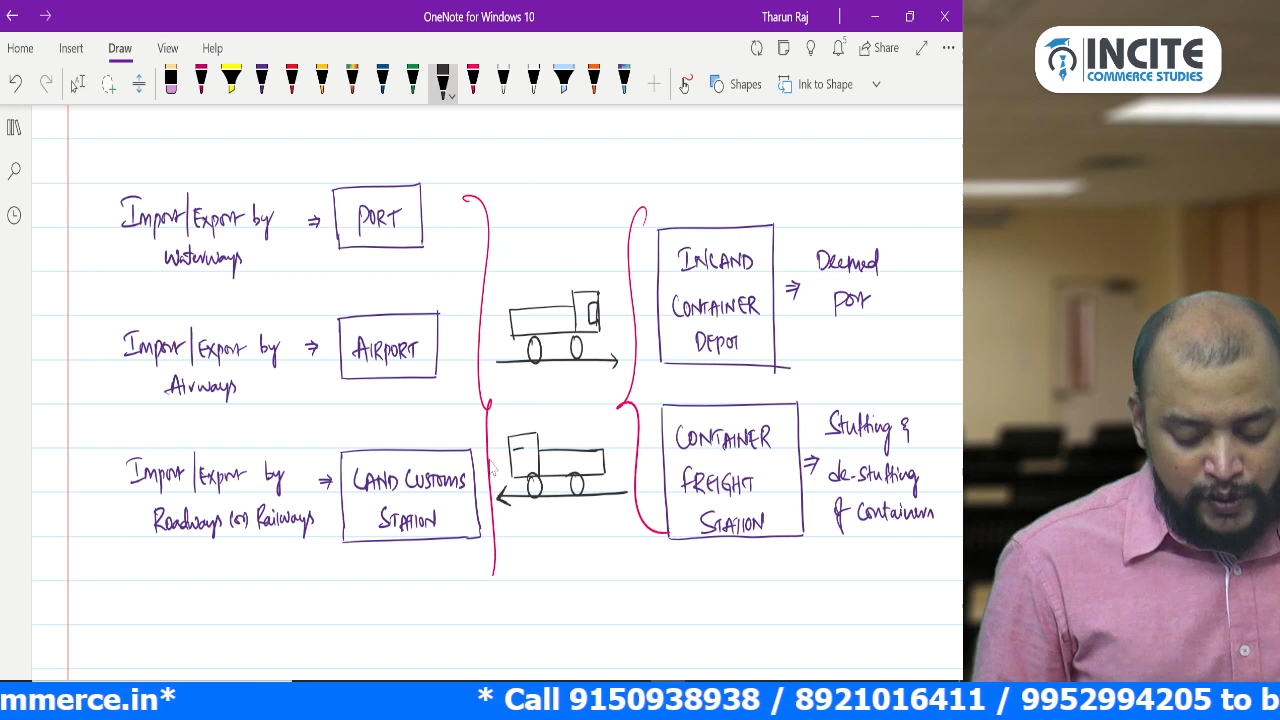 OneNote for Windows 10
Tharun Raj
Home Insert Draw View Help
5
Share
Shapes
Ink to Shape
INCITE
COMMERCE STUDIES
Import/Export by
Waterways
⇒
PORT
Import/Export by
Airways
⇒
AIRPORT
Import/Export by
Roadways (or) Railways
⇒
LAND CUSTOMS
STATION
INLAND
CONTAINER
DEPOT
⇒
Deemed
port
CONTAINER
FREIGHT
STATION
⇒
Stuffing &
de-stuffing
of containers
mmerce.in* * Call 9150938938 / 8921016411 / 9952994205 to b